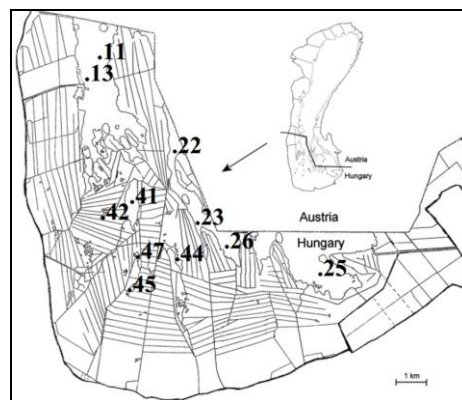 .11
.13
Austria
Hungary
.22
.41
.42
.23
Austria
.26
Hungary
.47
.44
.25
.45
1 km